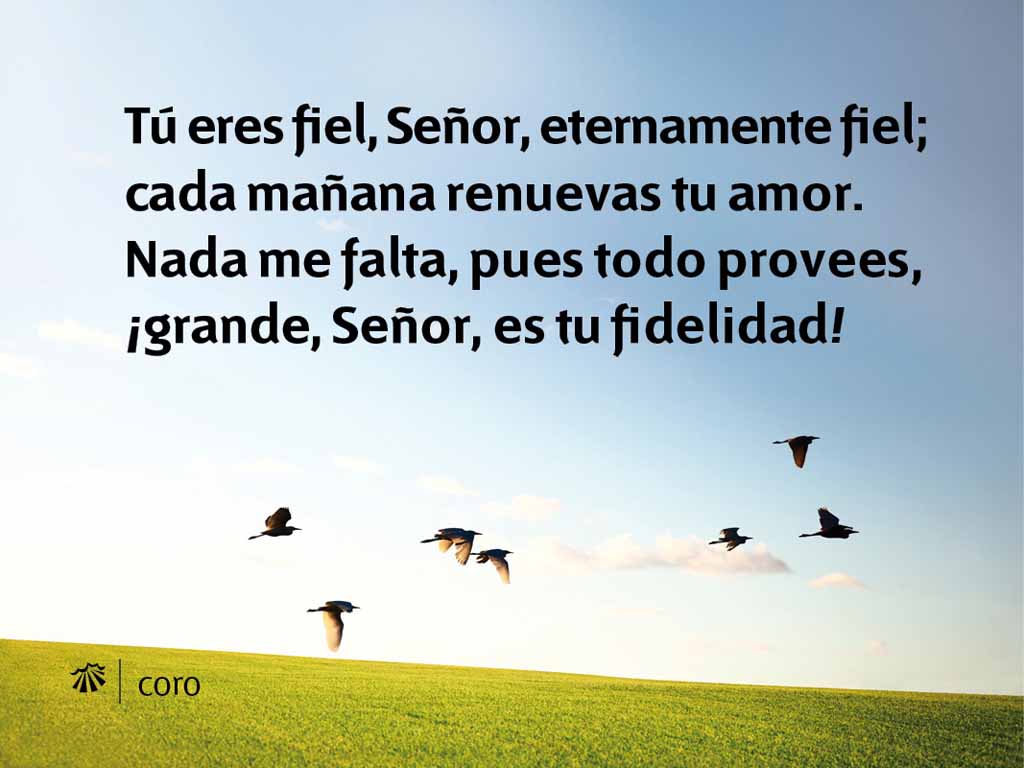 Tú eres fiel, Señor, eternamente fiel;
cada mañana renuevas tu amor.
Nada me falta, pues todo provees,
¡grande, Señor, es tu fidelidad!
coro